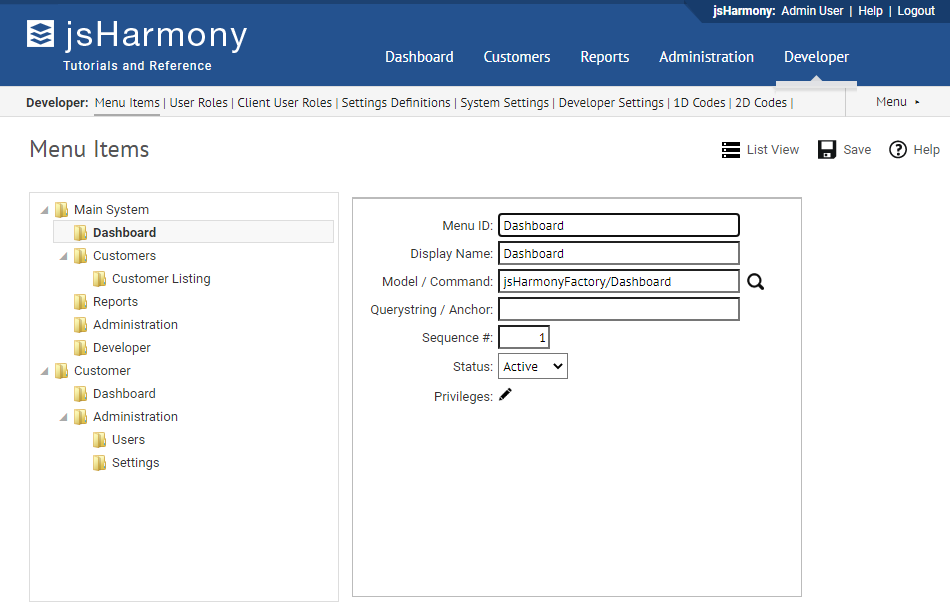 jsHarmony: Admin User | Help | Logout
jsHarmony
Tutorials and Reference
Dashboard Customers Reports Administration Developer
Developer: Menu Items | User Roles | Client User Roles | Settings Definitions | System Settings | Developer Settings | 1D Codes | 2D Codes |
Menu
Menu Items
List View Save Help
Main System
Dashboard
Customers
Customer Listing
Reports
Administration
Developer
Customer
Dashboard
Administration
Users
Settings
Menu ID: Dashboard
Display Name: Dashboard
Model / Command: jsHarmonyFactory/Dashboard
Querystring / Anchor:
Sequence #: 1
Status: Active
Privileges: